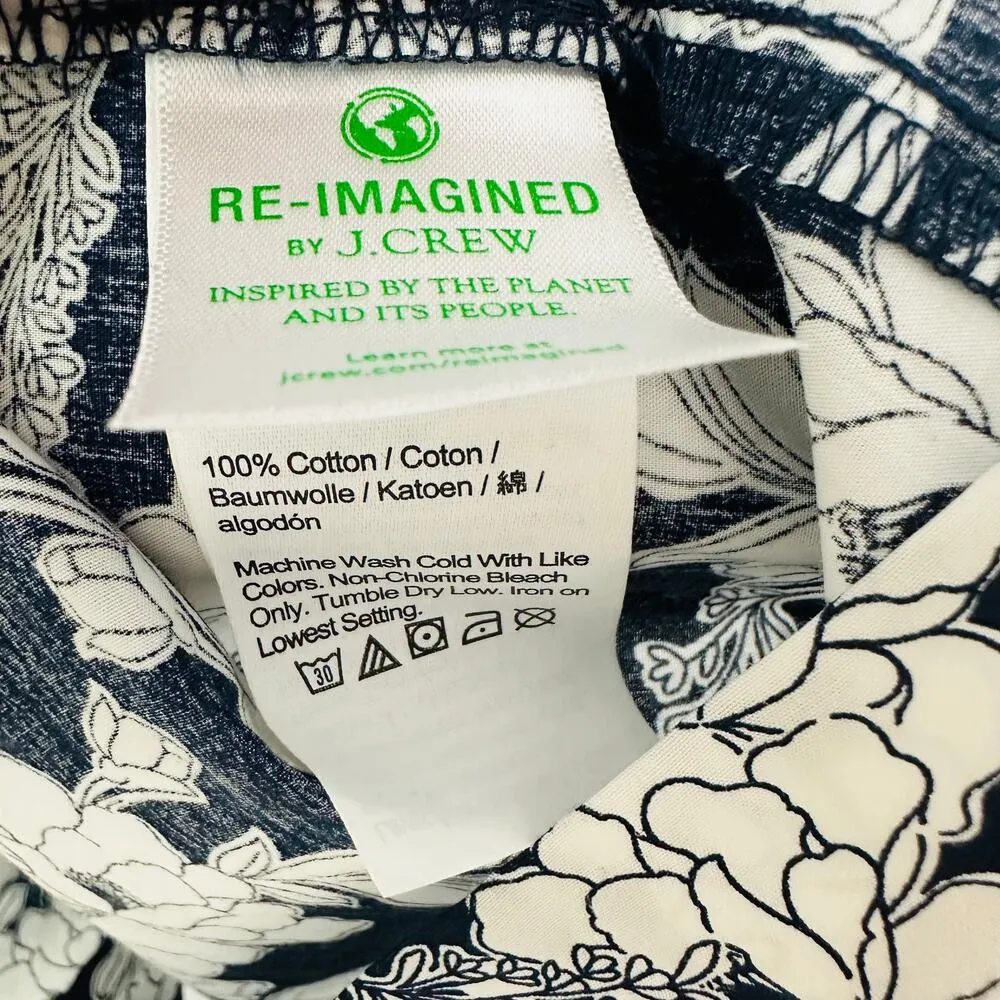 RE-IMAGINED
BY J.CREW
INSPIRED BY THE PLANET
AND ITS PEOPLE.
Learn more at
jcrew.com/reimagined
100% Cotton / Coton /
Baumwolle / Katoen / 綿 /
algodón
Machine Wash Cold With Like
Colors. Non-Chlorine Bleach
Only. Tumble Dry Low. Iron on
Lowest Setting.
30